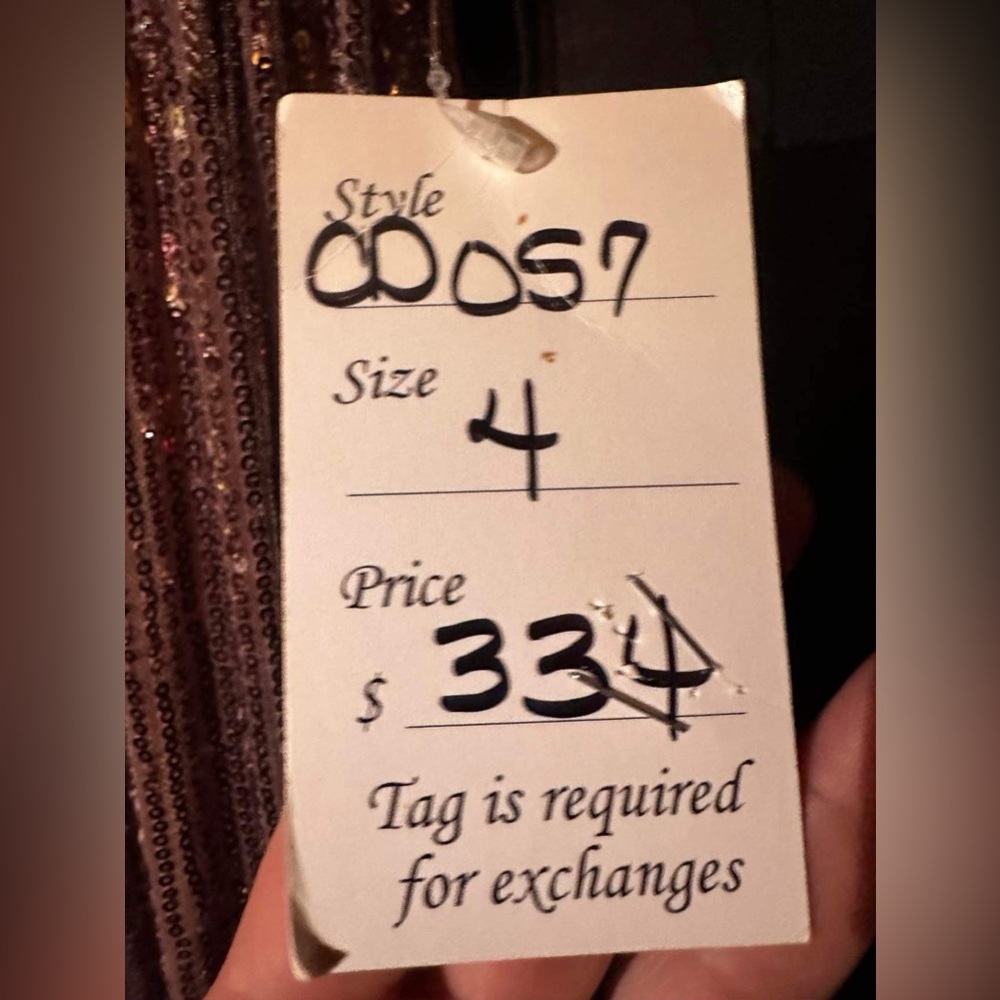 Style
CD057
Size
4
Price
$ 334
Tag is required
for exchanges